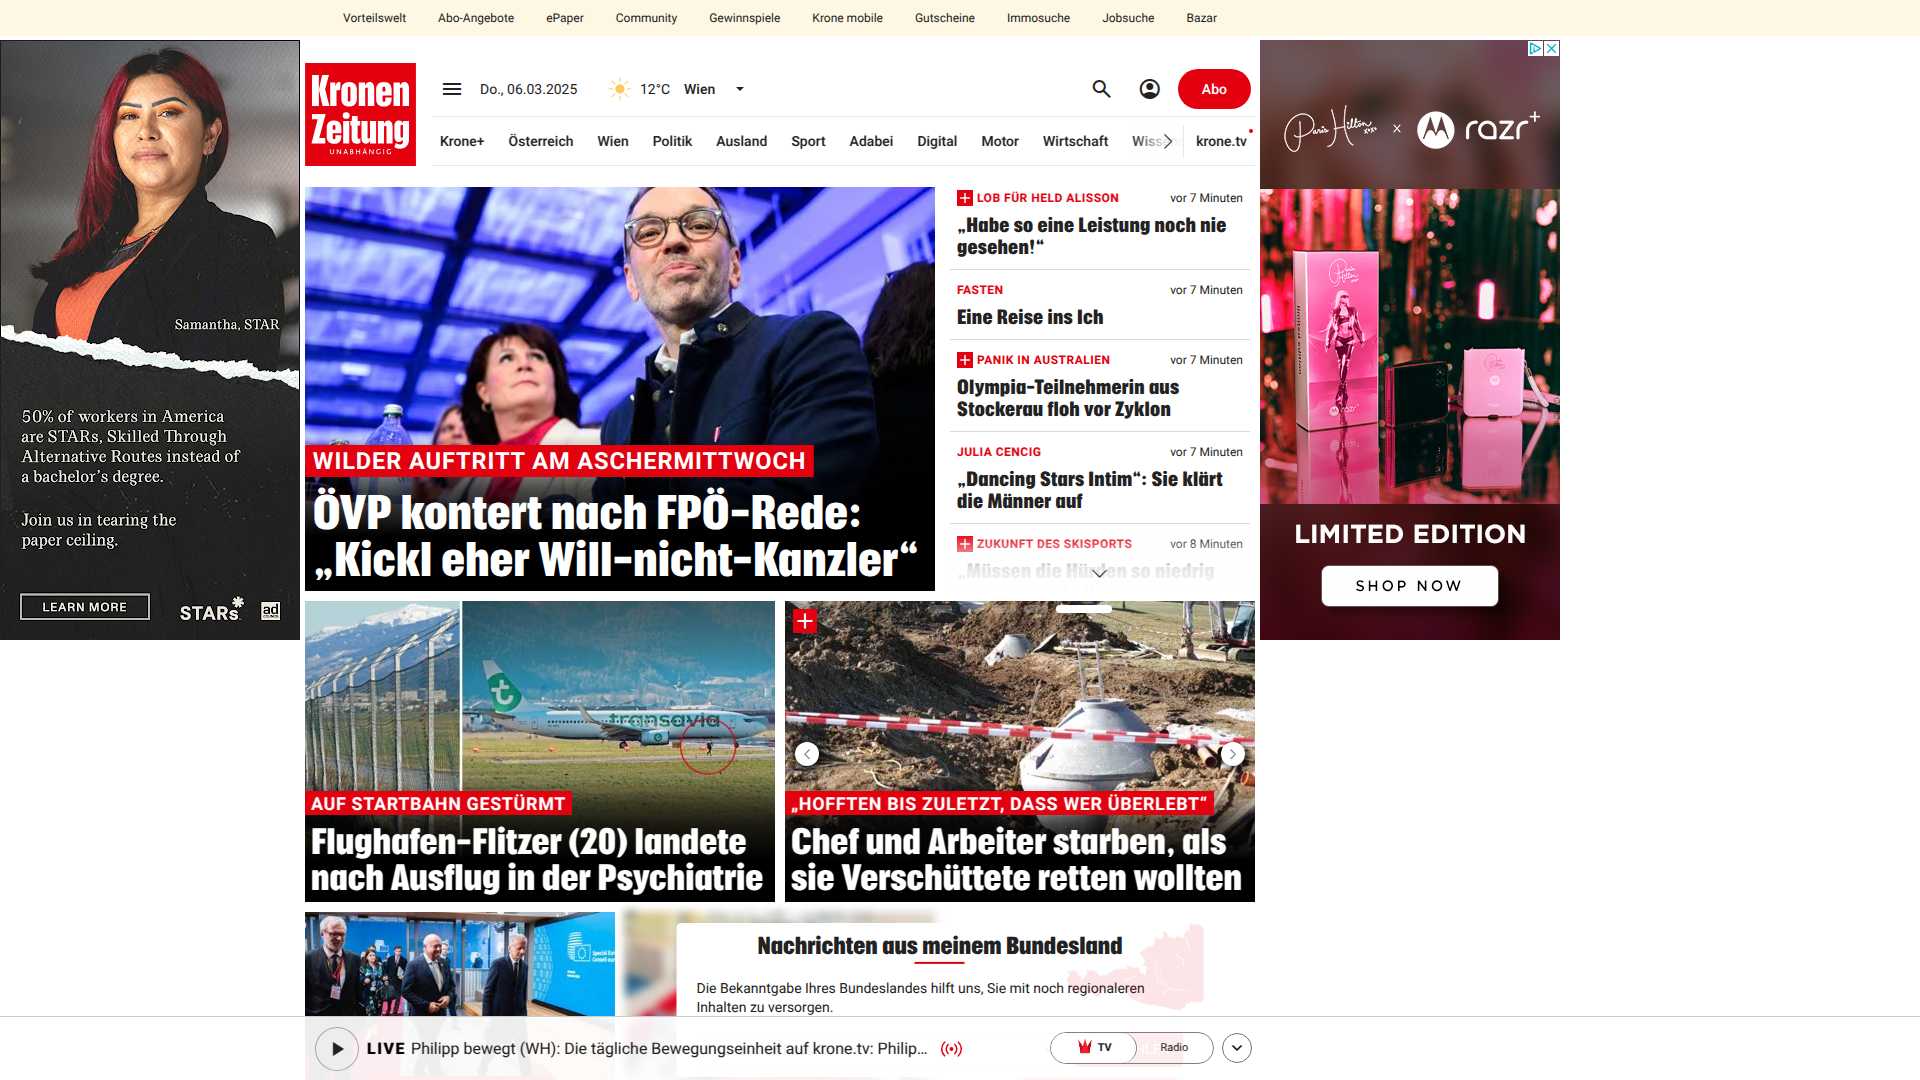 Vorteilswelt Abo-Angebote ePaper Community Gewinnspiele Krone mobile Gutscheine Immosuche Jobsuche Bazar
Kronen
Zeitung
UNABHÄNGIG
Do., 06.03.2025 12°C Wien
Abo
Krone+ Österreich Wien Politik Ausland Sport Adabei Digital Motor Wirtschaft Wiss krone.tv
Samantha, STAR
50% of workers in America
are STARs, Skilled Through
Alternative Routes instead of
a bachelor's degree.
Join us in tearing the
paper ceiling.
LEARN MORE
STARs
ad
WILDER AUFTRITT AM ASCHERMITTWOCH
ÖVP kontert nach FPÖ-Rede:
„Kickl eher Will-nicht-Kanzler“
LOB FÜR HELD ALISSON vor 7 Minuten
„Habe so eine Leistung noch nie
gesehen!“
FASTEN vor 7 Minuten
Eine Reise ins Ich
PANIK IN AUSTRALIEN vor 7 Minuten
Olympia-Teilnehmerin aus
Stockerau floh vor Zyklon
JULIA CENCIG vor 7 Minuten
„Dancing Stars Intim“: Sie klärt
die Männer auf
ZUKUNFT DES SKISPORTS vor 8 Minuten
„Müssen die Hürden so niedrig
Paris Hilton xoxo x razr+
Paris Hilton
razr
LIMITED EDITION
SHOP NOW
transavia
AUF STARTBAHN GESTÜRMT
Flughafen-Flitzer (20) landete
nach Ausflug in der Psychiatrie
„HOFFTEN BIS ZULETZT, DASS WER ÜBERLEBT“
Chef und Arbeiter starben, als
sie Verschüttete retten wollten
Nachrichten aus meinem Bundesland
Die Bekanntgabe Ihres Bundeslandes hilft uns, Sie mit noch regionaleren
Inhalten zu versorgen.
LIVE Philipp bewegt (WH): Die tägliche Bewegungseinheit auf krone.tv: Philip...
TV Radio